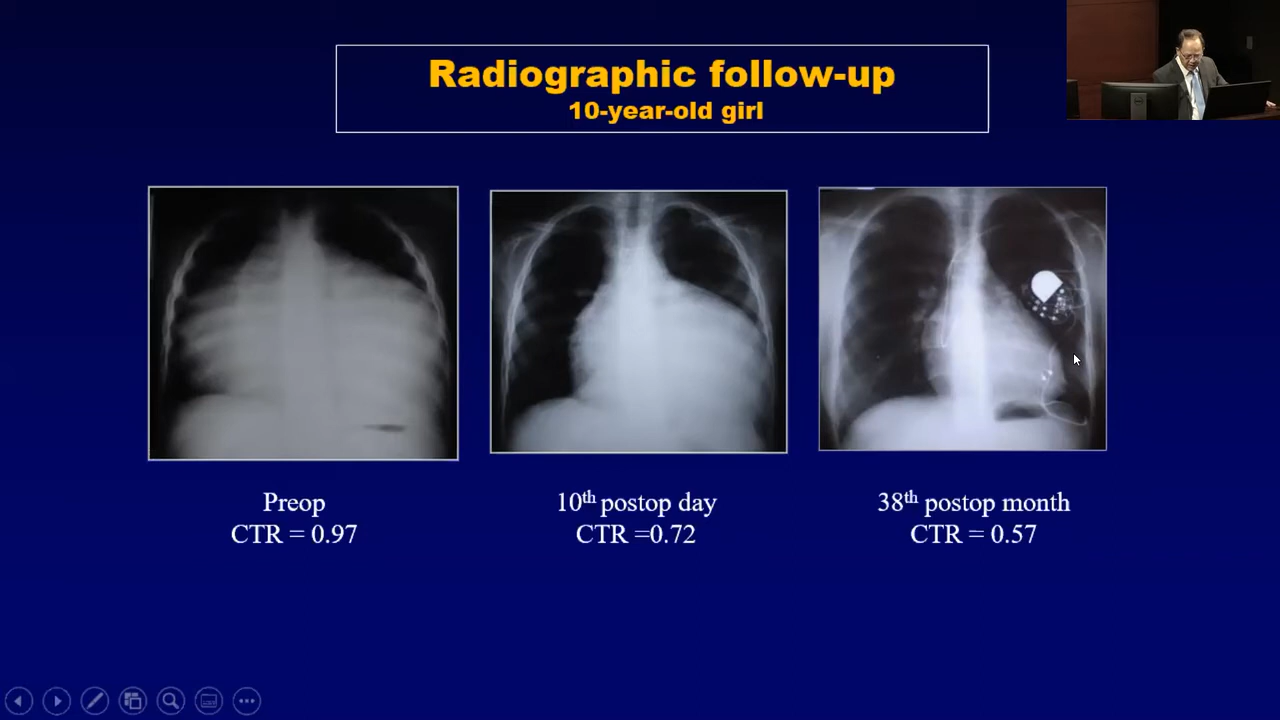 Radiographic follow-up
10-year-old girl
Preop
CTR = 0.97
10th postop day
CTR =0.72
38th postop month
CTR = 0.57